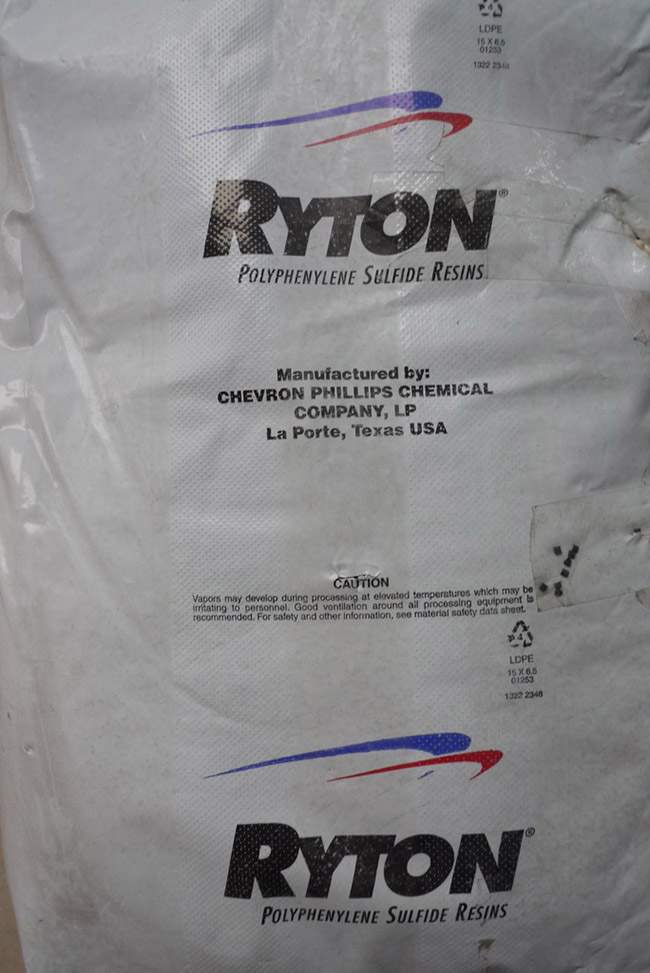 4
LDPE
15 X 6.5
01253
1322 2348
RYTON®
POLYPHENYLENE SULFIDE RESINS
Manufactured by:
CHEVRON PHILLIPS CHEMICAL
COMPANY, LP
La Porte, Texas USA
CAUTION
Vapors may develop during processing at elevated temperatures which may be
irritating to personnel. Good ventilation around all processing equipment is
recommended. For safety and other information, see material safety data sheet.
4
LDPE
15 X 6.5
01253
1322 2348
RYTON®
POLYPHENYLENE SULFIDE RESINS